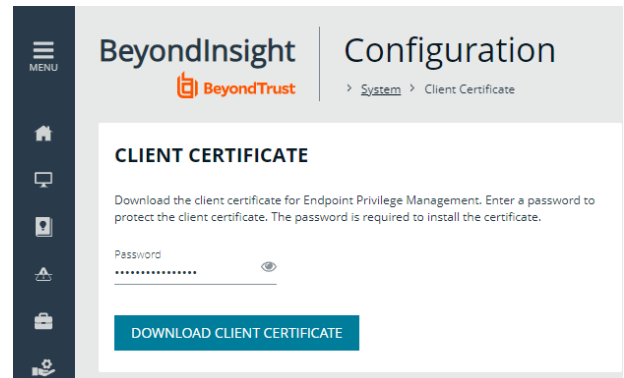 MENU
BeyondInsight
BeyondTrust
Configuration
> System > Client Certificate
CLIENT CERTIFICATE
Download the client certificate for Endpoint Privilege Management. Enter a password to
protect the client certificate. The password is required to install the certificate.
Password
••••••••••••••••
DOWNLOAD CLIENT CERTIFICATE